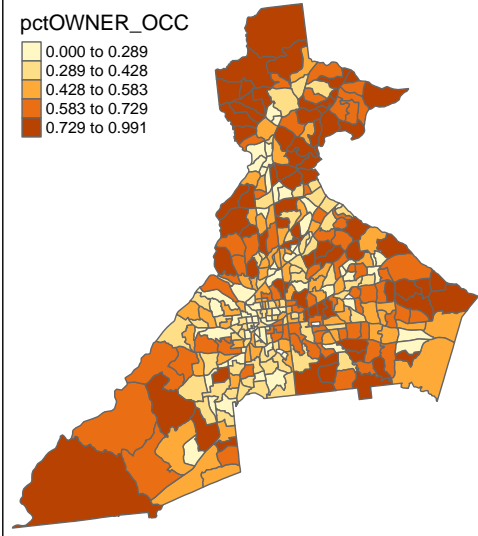 pctOWNER_OCC
0.000 to 0.289
0.289 to 0.428
0.428 to 0.583
0.583 to 0.729
0.729 to 0.991